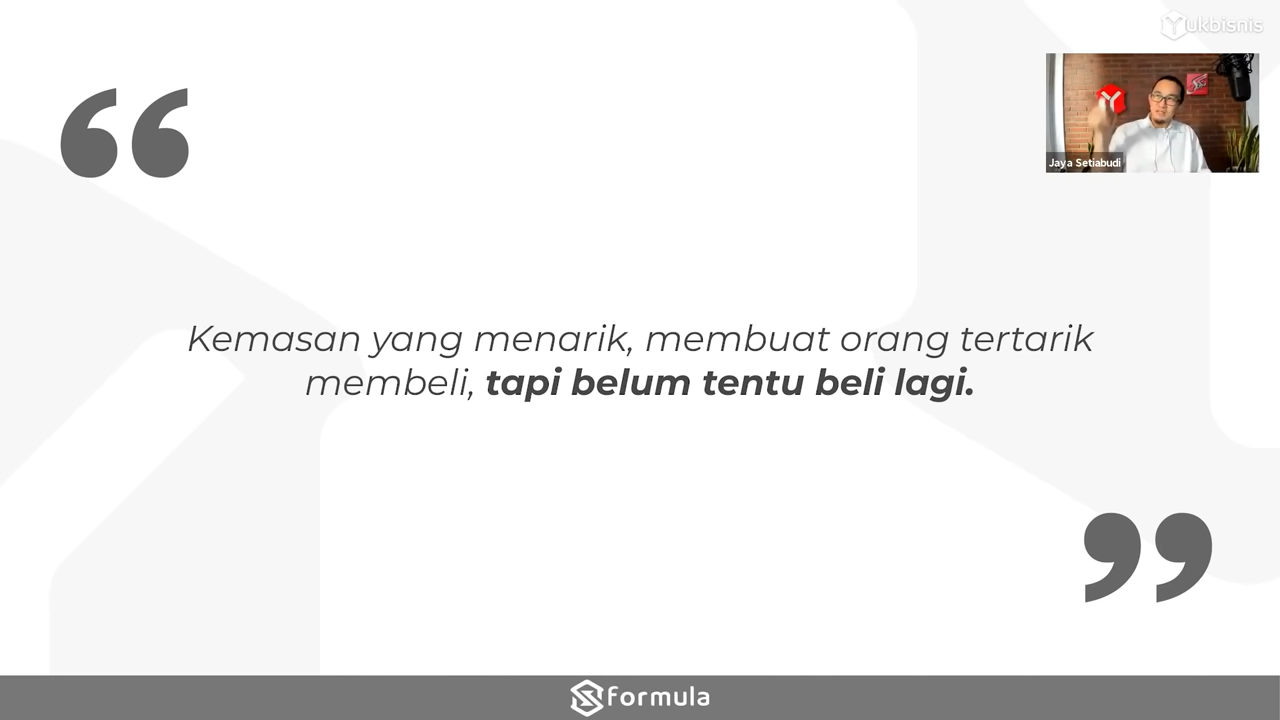 Yukbisnis
Jaya Setiabudi
Kemasan yang menarik, membuat orang tertarik
membeli, tapi belum tentu beli lagi.
formula